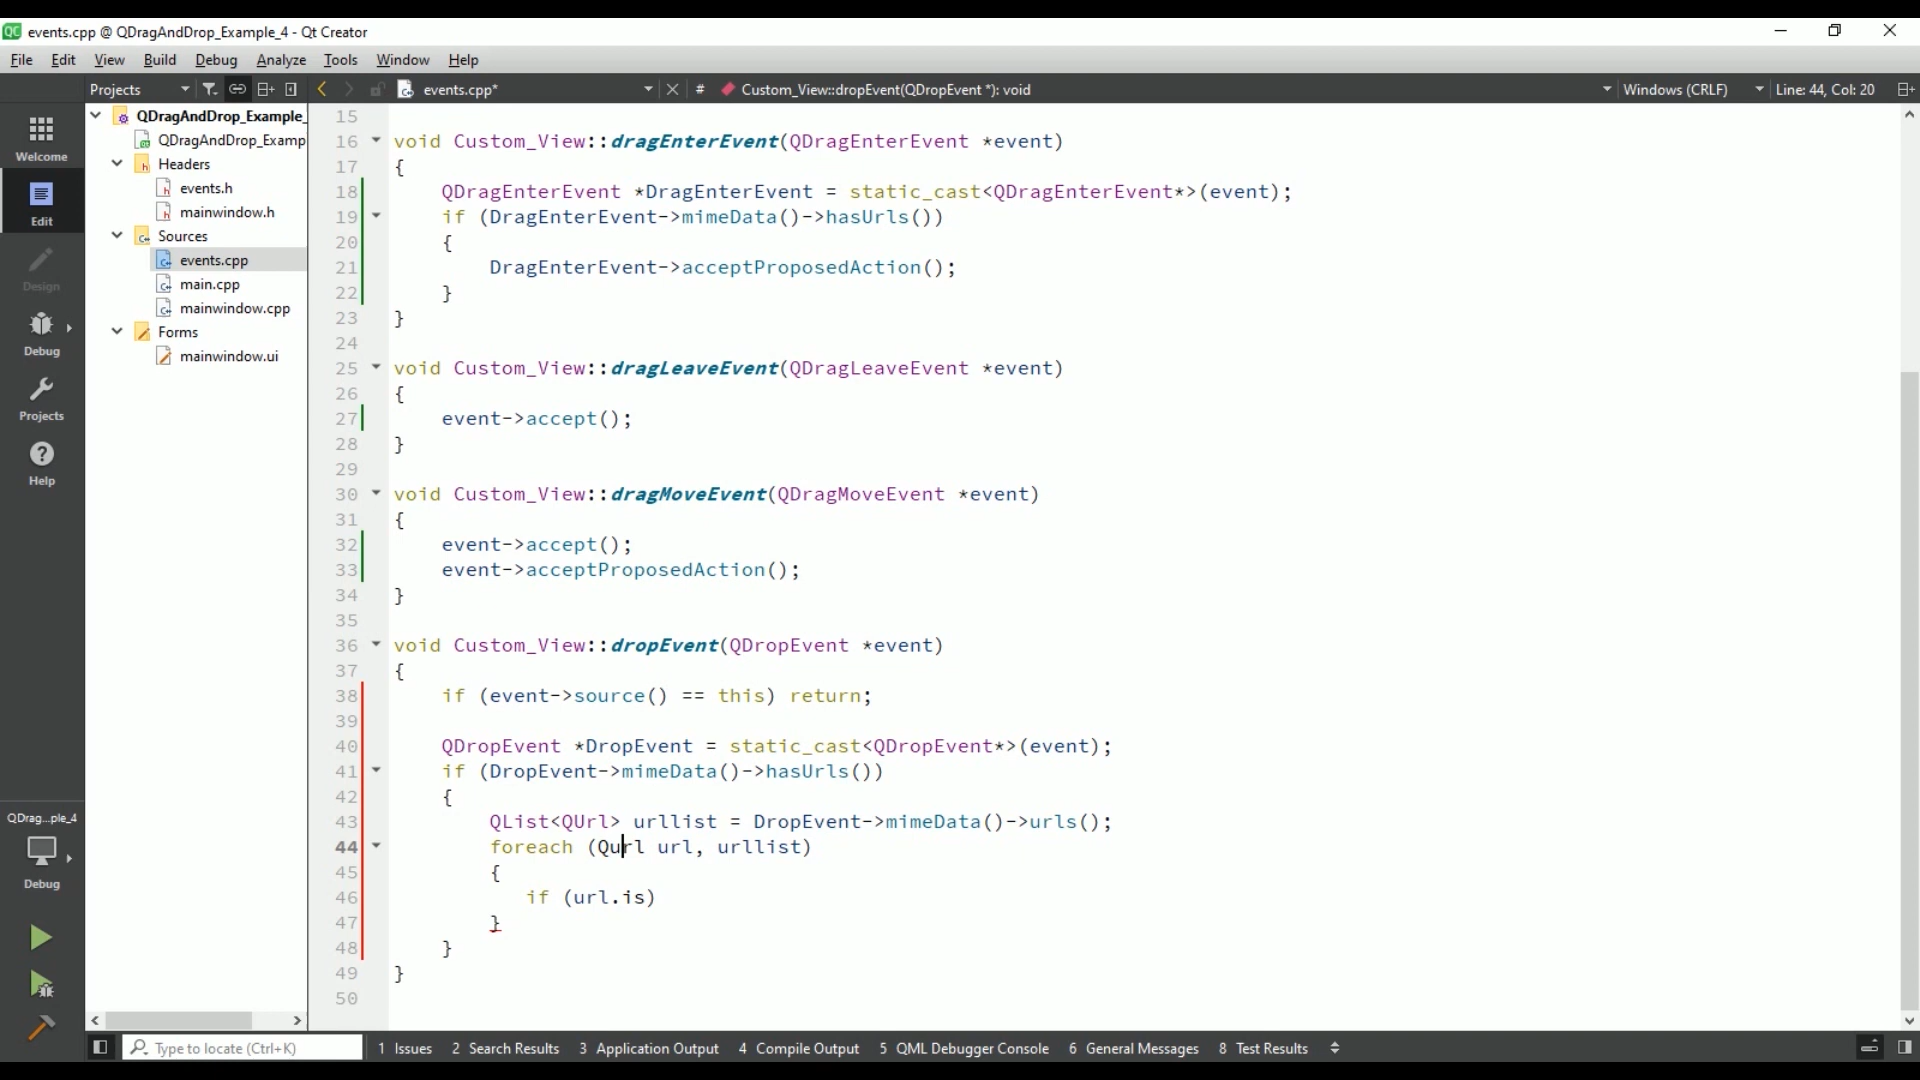 events.cpp @ QDragAndDrop_Example_4 - Qt Creator
File Edit View Build Debug Analyze Tools Window Help
Projects events.cpp* # Custom_View::dropEvent(QDropEvent *): void Windows (CRLF) Line: 44, Col: 20
Welcome
Edit
Design
Debug
Projects
Help
QDrag...ple_4
Debug
QDragAndDrop_Example_
QDragAndDrop_Examp
Headers
events.h
mainwindow.h
Sources
events.cpp
main.cpp
mainwindow.cpp
Forms
mainwindow.ui
15
16 void Custom_View::dragEnterEvent(QDragEnterEvent *event)
17 {
18 QDragEnterEvent *DragEnterEvent = static_cast<QDragEnterEvent*>(event);
19 if (DragEnterEvent->mimeData()->hasUrls())
20 {
21 DragEnterEvent->acceptProposedAction();
22 }
23 }
24
25 void Custom_View::dragLeaveEvent(QDragLeaveEvent *event)
26 {
27 event->accept();
28 }
29
30 void Custom_View::dragMoveEvent(QDragMoveEvent *event)
31 {
32 event->accept();
33 event->acceptProposedAction();
34 }
35
36 void Custom_View::dropEvent(QDropEvent *event)
37 {
38 if (event->source() == this) return;
39
40 QDropEvent *DropEvent = static_cast<QDropEvent*>(event);
41 if (DropEvent->mimeData()->hasUrls())
42 {
43 QList<QUrl> urllist = DropEvent->mimeData()->urls();
44 foreach (Qurl url, urllist)
45 {
46 if (url.is)
47 }
48 }
49 }
50
Type to locate (Ctrl+K) 1 Issues 2 Search Results 3 Application Output 4 Compile Output 5 QML Debugger Console 6 General Messages 8 Test Results